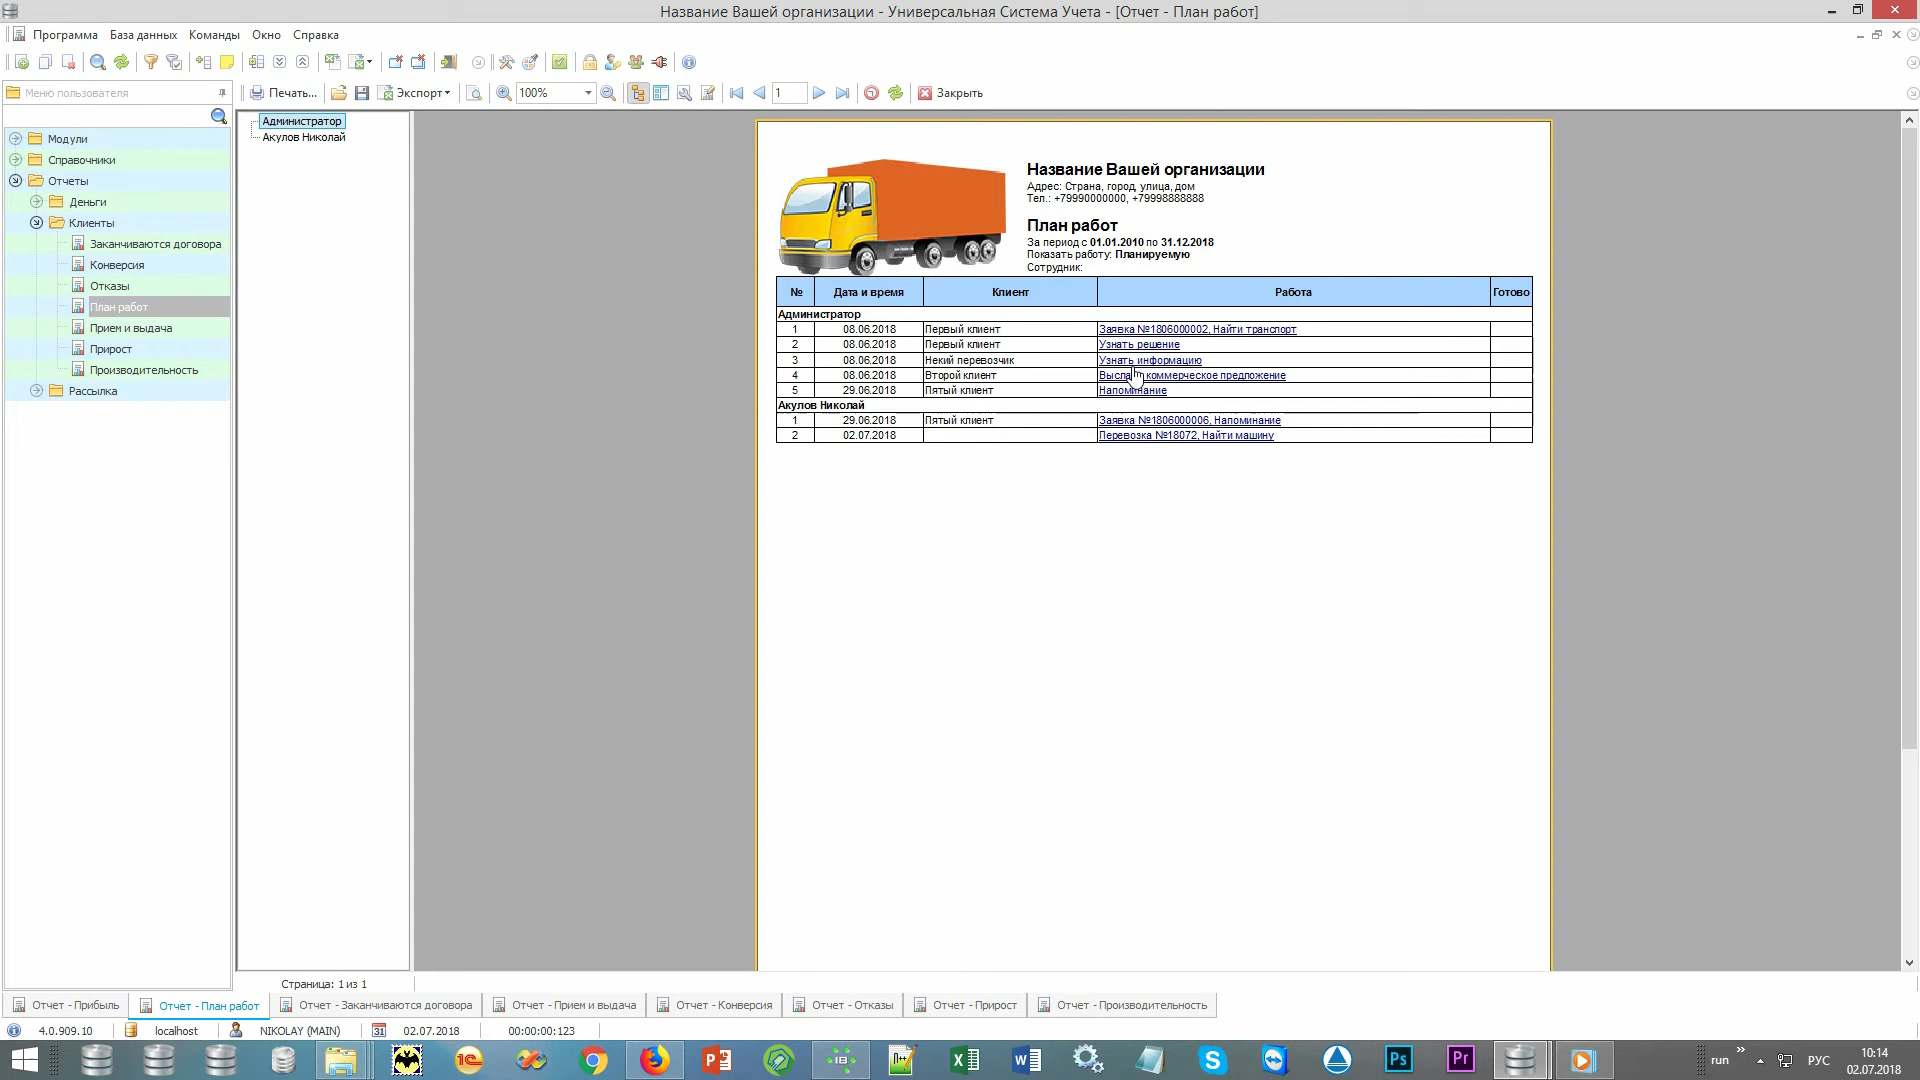 Название Вашей организации - Универсальная Система Учета - [Отчет - План работ]
Программа База данных Команды Окно Справка
Меню пользователя
Печать... Экспорт 100% 1 Закрыть
Модули
Справочники
Отчеты
Деньги
Клиенты
Заканчиваются договора
Конверсия
Отказы
План работ
Прием и выдача
Прирост
Производительность
Рассылка
Администратор
Акулов Николай
Название Вашей организации
Адрес: Страна, город, улица, дом
Тел.: +79990000000, +79998888888
План работ
За период с 01.01.2010 по 31.12.2018
Показать работу: Планируемую
Сотрудник:
№ Дата и время Клиент Работа Готово
Администратор
1 08.06.2018 Первый клиент Заявка №1806000002, Найти транспорт
2 08.06.2018 Первый клиент Узнать решение
3 08.06.2018 Некий перевозчик Узнать информацию
4 08.06.2018 Второй клиент коммерческое предложение
5 29.06.2018 Пятый клиент Напоминание
Акулов Николай
1 29.06.2018 Пятый клиент Заявка №1806000006, Напоминание
2 02.07.2018 Перевозка №18072, Найти машину
Страница: 1 из 1
Отчет - Прибыль Отчет - План работ Отчет - Заканчиваются договора Отчет - Прием и выдача Отчет - Конверсия Отчет - Отказы Отчет - Прирост Отчет - Производительность
4.0.909.10 localhost NIKOLAY (MAIN) 31 02.07.2018 00:00:00:123
1C IB n++ Ps Pr run » РУС 10:14
02.07.2018